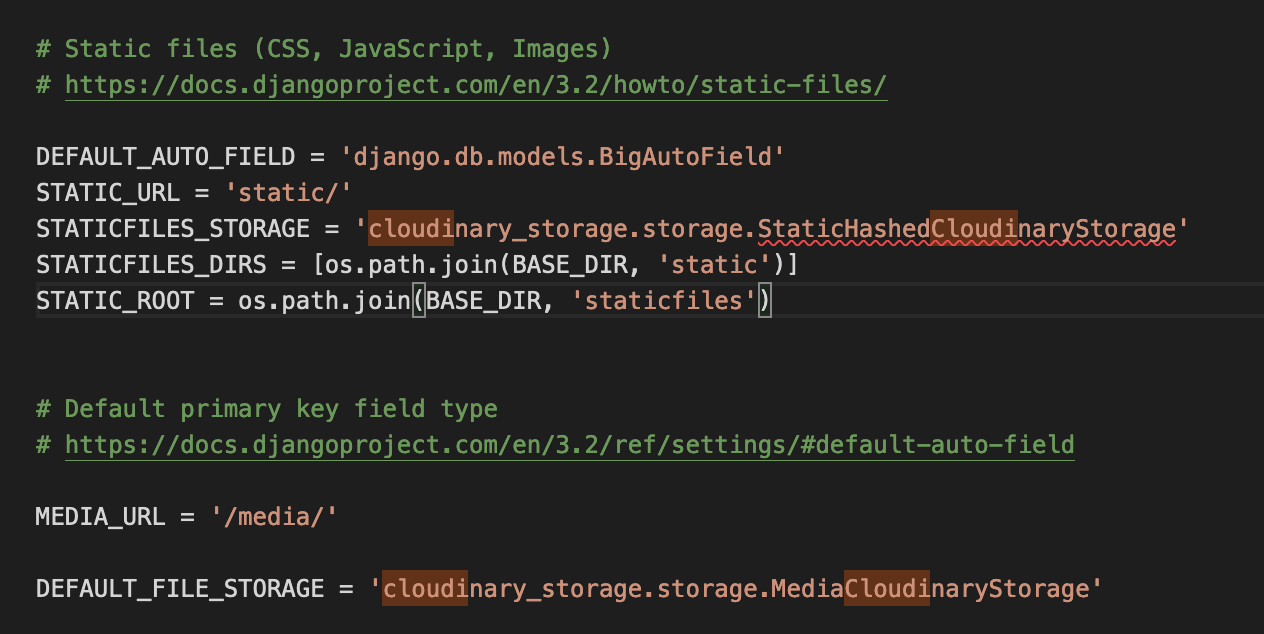 # Static files (CSS, JavaScript, Images)
# https://docs.djangoproject.com/en/3.2/howto/static-files/
DEFAULT_AUTO_FIELD = 'django.db.models.BigAutoField'
STATIC_URL = 'static/'
STATICFILES_STORAGE = 'cloudinary_storage.storage.StaticHashedCloudinaryStorage'
STATICFILES_DIRS = [os.path.join(BASE_DIR, 'static')]
STATIC_ROOT = os.path.join(BASE_DIR, 'staticfiles')
# Default primary key field type
# https://docs.djangoproject.com/en/3.2/ref/settings/#default-auto-field
MEDIA_URL = '/media/'
DEFAULT_FILE_STORAGE = 'cloudinary_storage.storage.MediaCloudinaryStorage'